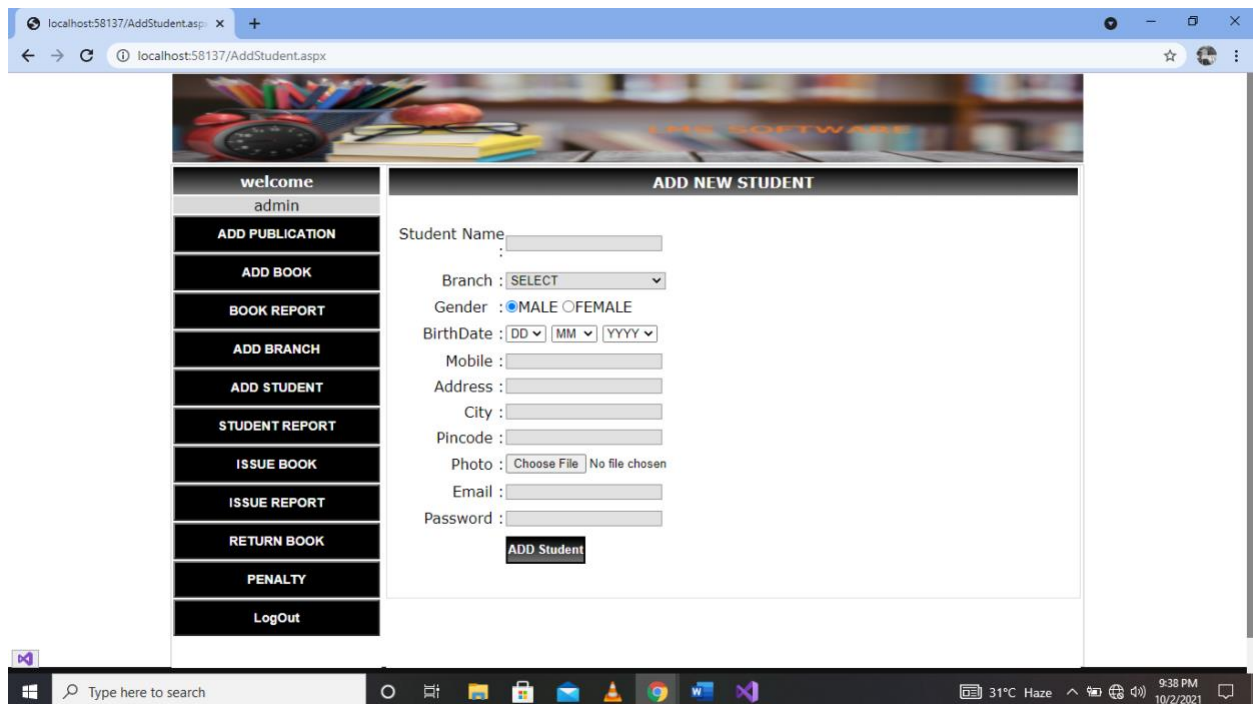 localhost:58137/AddStudent.asp
localhost:58137/AddStudent.aspx
LMS SOFTWARE
welcome
admin
ADD PUBLICATION
ADD BOOK
BOOK REPORT
ADD BRANCH
ADD STUDENT
STUDENT REPORT
ISSUE BOOK
ISSUE REPORT
RETURN BOOK
PENALTY
LogOut
ADD NEW STUDENT
Student Name
:
Branch : SELECT
Gender : MALE FEMALE
BirthDate : DD MM YYYY
Mobile :
Address :
City :
Pincode :
Photo : Choose File No file chosen
Email :
Password :
ADD Student
Type here to search
31°C Haze
9:38 PM
10/2/2021